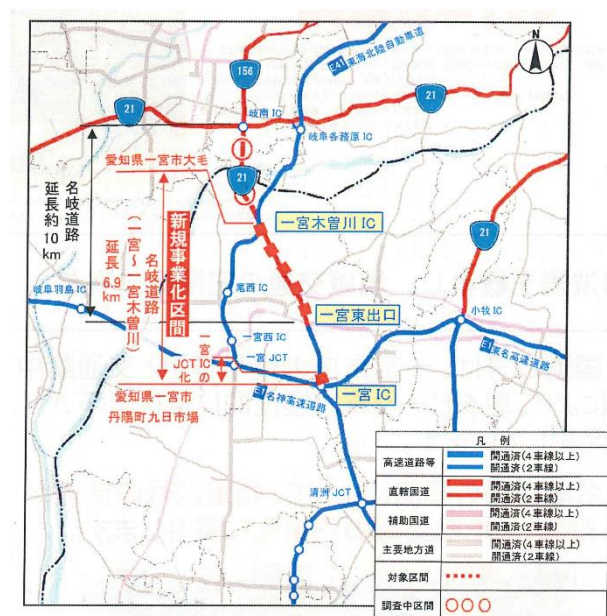 156
E41 東海北陸自動車道
N
21
21
岐南 IC
岐阜各務原 IC
愛知県一宮市大毛
21
名岐道路
延長約10km
新規事業化区間
名岐道路
(一宮～一宮木曽川)
延長6.9km
一宮木曽川 IC
21
岐阜羽島 IC
尾西 IC
一宮東出口
小牧 IC
一宮西 IC
一宮 JCT
一宮ICのJCT化
E1 東名高速道路
E1 名神高速道路
一宮 IC
愛知県一宮市
丹陽町九日市場
清洲 JCT
凡 例
高速道路等
開通済(4車線以上)
開通済(2車線)
直轄国道
開通済(4車線以上)
開通済(2車線)
補助国道
開通済(4車線以上)
開通済(2車線)
主要地方道
開通済(4車線以上)
開通済(2車線)
対象区間
調査中区間